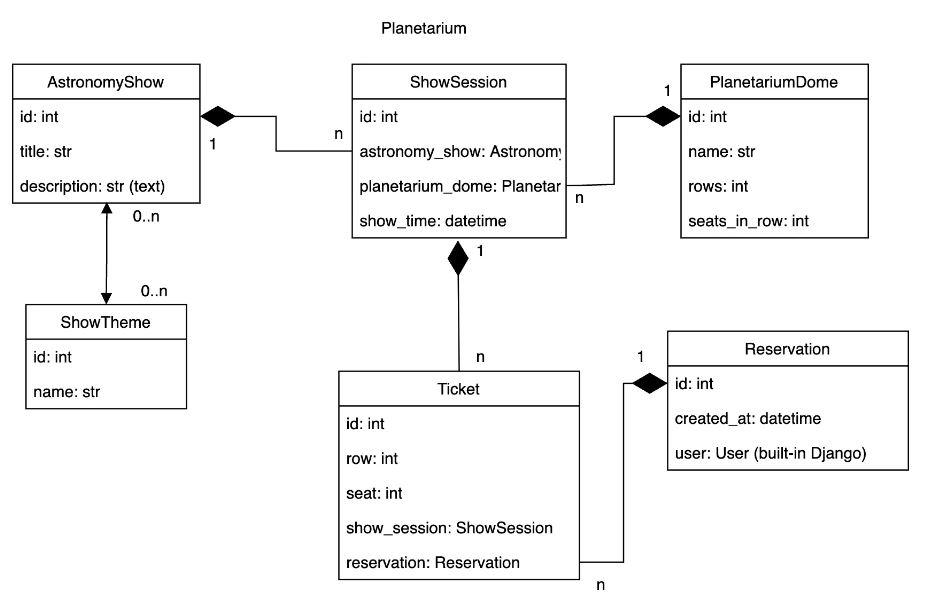 Planetarium
AstronomyShow
id: int
title: str
description: str (text)
1
n
ShowSession
id: int
astronomy_show: Astronomy
planetarium_dome: Planetar
show_time: datetime
1
n
PlanetariumDome
id: int
name: str
rows: int
seats_in_row: int
0..n
0..n
ShowTheme
id: int
name: str
1
n
Ticket
id: int
row: int
seat: int
show_session: ShowSession
reservation: Reservation
1
n
Reservation
id: int
created_at: datetime
user: User (built-in Django)